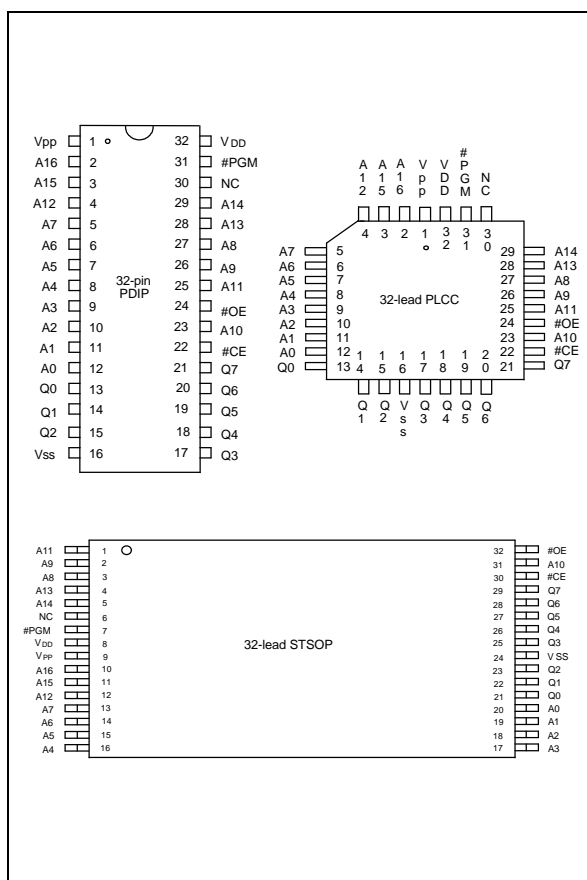 Vpp 1 32 VDD
A16 2 31 #PGM
A15 3 30 NC
A12 4 29 A14
A7 5 28 A13
A6 6 27 A8
A5 7 26 A9
A4 8 25 A11
A3 9 24 #OE
A2 10 23 A10
A1 11 22 #CE
A0 12 21 Q7
Q0 13 20 Q6
Q1 14 19 Q5
Q2 15 18 Q4
Vss 16 17 Q3
32-pin
PDIP
A12 A15 A16 Vpp VDD #PGM NC
4 3 2 1 32 31 30
A7 5 29 A14
A6 6 28 A13
A5 7 27 A8
A4 8 26 A9
A3 9 25 A11
A2 10 24 #OE
A1 11 23 A10
A0 12 22 #CE
Q0 13 21 Q7
32-lead PLCC
14 15 16 17 18 19 20
Q1 Q2 Vss Q3 Q4 Q5 Q6
A11 1 32 #OE
A9 2 31 A10
A8 3 30 #CE
A13 4 29 Q7
A14 5 28 Q6
NC 6 27 Q5
#PGM 7 26 Q4
VDD 8 25 Q3
VPP 9 24 VSS
A16 10 23 Q2
A15 11 22 Q1
A12 12 21 Q0
A7 13 20 A0
A6 14 19 A1
A5 15 18 A2
A4 16 17 A3
32-lead STSOP